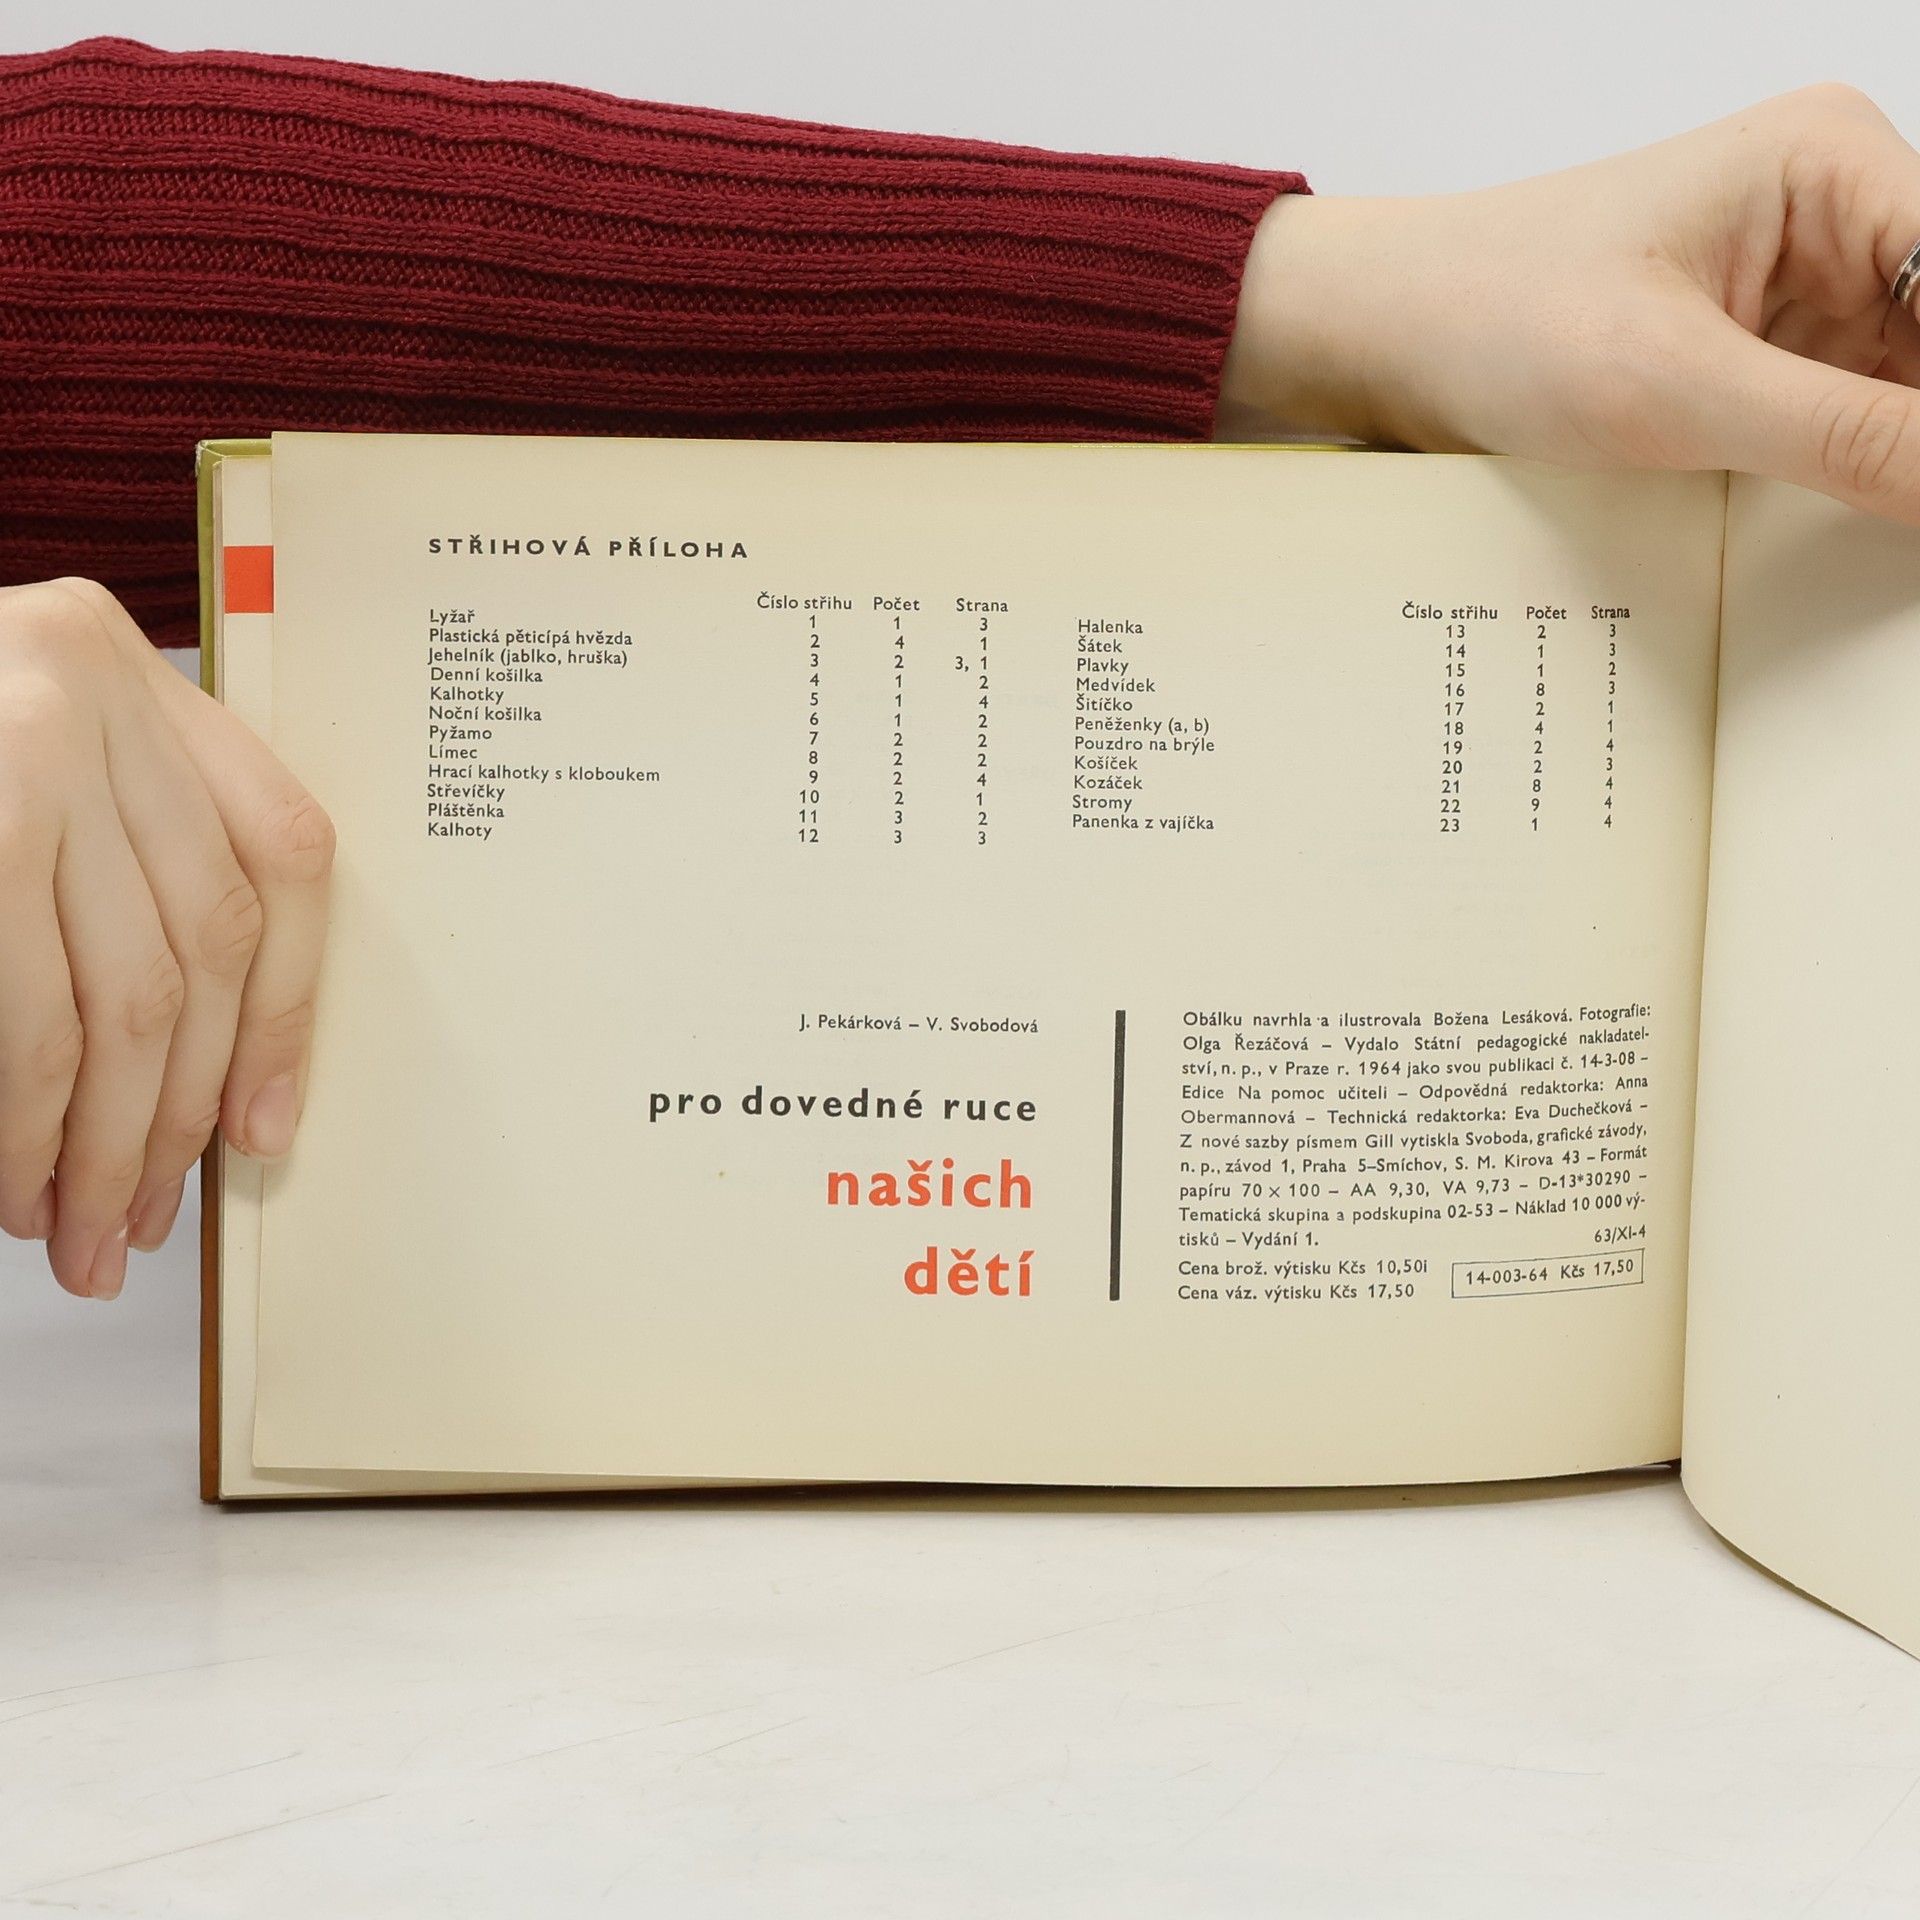 STŘIHOVÁ PŘÍLOHA
Číslo střihu Počet Strana
Lyžař 1 1 3
Plastická pěticípá hvězda 2 4 1
Jehelník (jablko, hruška) 3 2 3, 1
Denní košilka 4 1 2
Kalhotky 5 1 4
Noční košilka 6 1 2
Pyžamo 7 2 2
Límec 8 2 2
Hrací kalhotky s kloboukem 9 2 4
Střevíčky 10 2 1
Pláštěnka 11 3 2
Kalhoty 12 3 3
Číslo střihu Počet Strana
Halenka 13 2 3
Šátek 14 1 3
Plavky 15 1 2
Medvídek 16 8 3
Šitíčko 17 2 1
Peněženky (a, b) 18 4 1
Pouzdro na brýle 19 2 4
Košíček 20 2 3
Kozáček 21 8 4
Stromy 22 9 4
Panenka z vajíčka 23 1 4
J. Pekárková – V. Svobodová
pro dovedné ruce
našich
dětí
Obálku navrhla a ilustrovala Božena Lesáková. Fotografie:
Olga Řezáčová – Vydalo Státní pedagogické nakladatel-
ství, n. p., v Praze r. 1964 jako svou publikaci č. 14-3-08 –
Edice Na pomoc učiteli – Odpovědná redaktorka: Anna
Obermannová – Technická redaktorka: Eva Duchečková –
Z nové sazby písmem Gill vytiskla Svoboda, grafické závody,
n. p., závod 1, Praha 5–Smíchov, S. M. Kirova 43 – Formát
papíru 70 × 100 – AA 9,30, VA 9,73 – D-13*30290 –
Tematická skupina a podskupina 02-53 – Náklad 10 000 vý-
tisků – Vydání 1. 63/XI-4
Cena brož. výtisku Kčs 10,50i
Cena váz. výtisku Kčs 17,50
14-003-64 Kčs 17,50